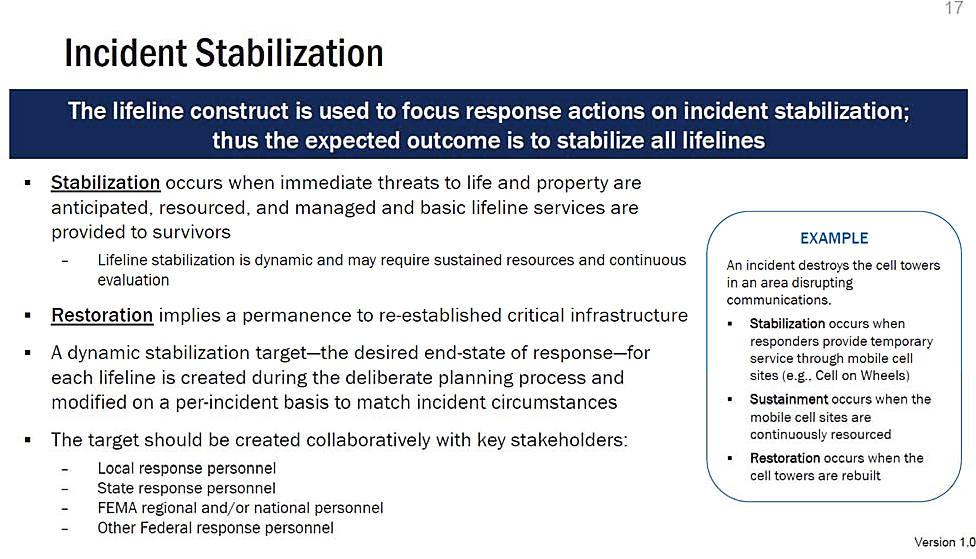 17
Incident Stabilization
The lifeline construct is used to focus response actions on incident stabilization;
thus the expected outcome is to stabilize all lifelines
▪ Stabilization occurs when immediate threats to life and property are
anticipated, resourced, and managed and basic lifeline services are
provided to survivors
– Lifeline stabilization is dynamic and may require sustained resources and continuous
evaluation
▪ Restoration implies a permanence to re-established critical infrastructure
▪ A dynamic stabilization target—the desired end-state of response—for
each lifeline is created during the deliberate planning process and
modified on a per-incident basis to match incident circumstances
▪ The target should be created collaboratively with key stakeholders:
– Local response personnel
– State response personnel
– FEMA regional and/or national personnel
– Other Federal response personnel
EXAMPLE
An incident destroys the cell towers
in an area disrupting
communications.
▪ Stabilization occurs when
responders provide temporary
service through mobile cell
sites (e.g., Cell on Wheels)
▪ Sustainment occurs when the
mobile cell sites are
continuously resourced
▪ Restoration occurs when the
cell towers are rebuilt
Version 1.0